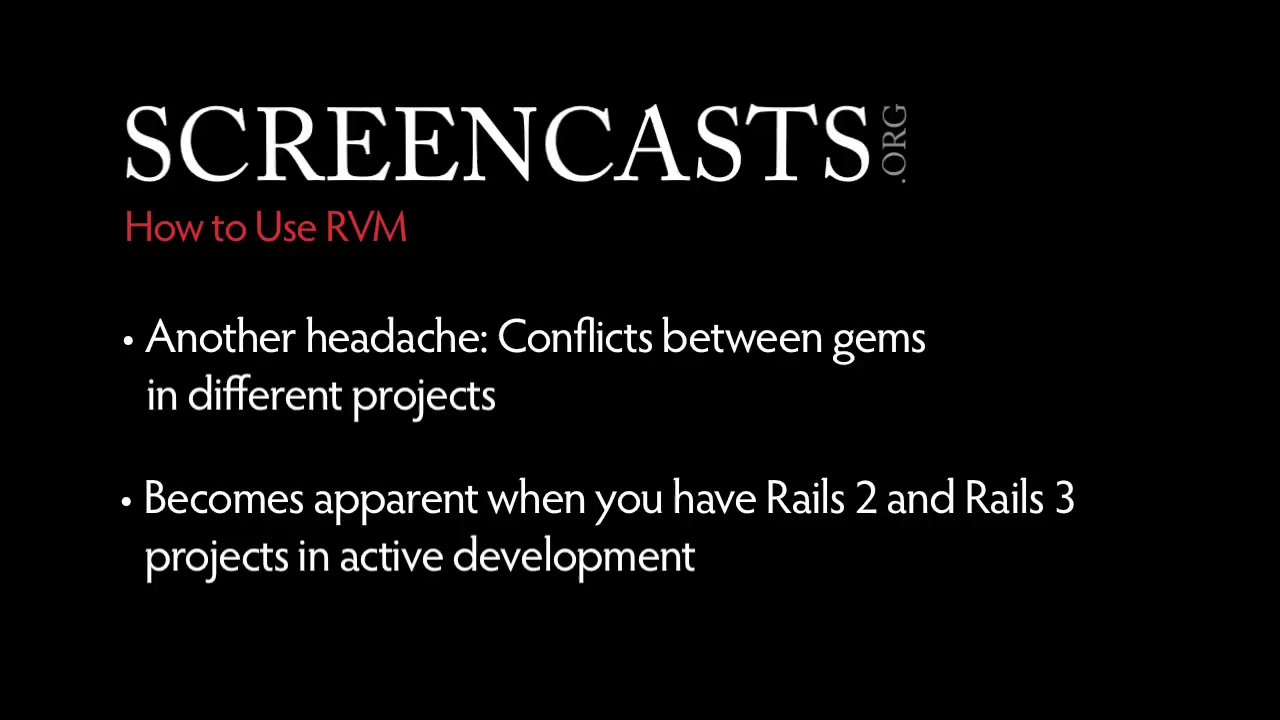 SCREENCASTS .ORG
How to Use RVM
• Another headache: Conflicts between gems
in different projects
• Becomes apparent when you have Rails 2 and Rails 3
projects in active development